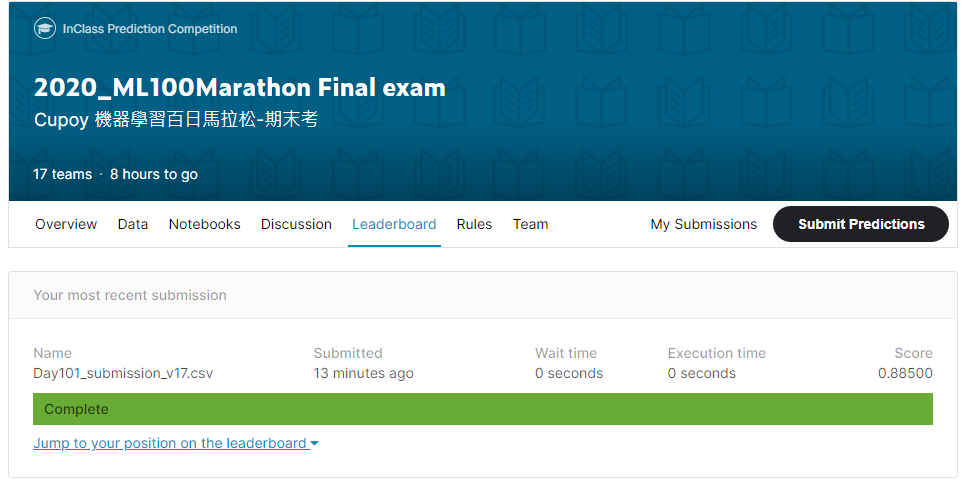 InClass Prediction Competition
2020_ML100Marathon Final exam
Cupoy 機器學習百日馬拉松-期末考
17 teams · 8 hours to go
Overview Data Notebooks Discussion Leaderboard Rules Team My Submissions Submit Predictions
Your most recent submission
Name Submitted Wait time Execution time Score
Day101_submission_v17.csv 13 minutes ago 0 seconds 0 seconds 0.88500
Complete
Jump to your position on the leaderboard